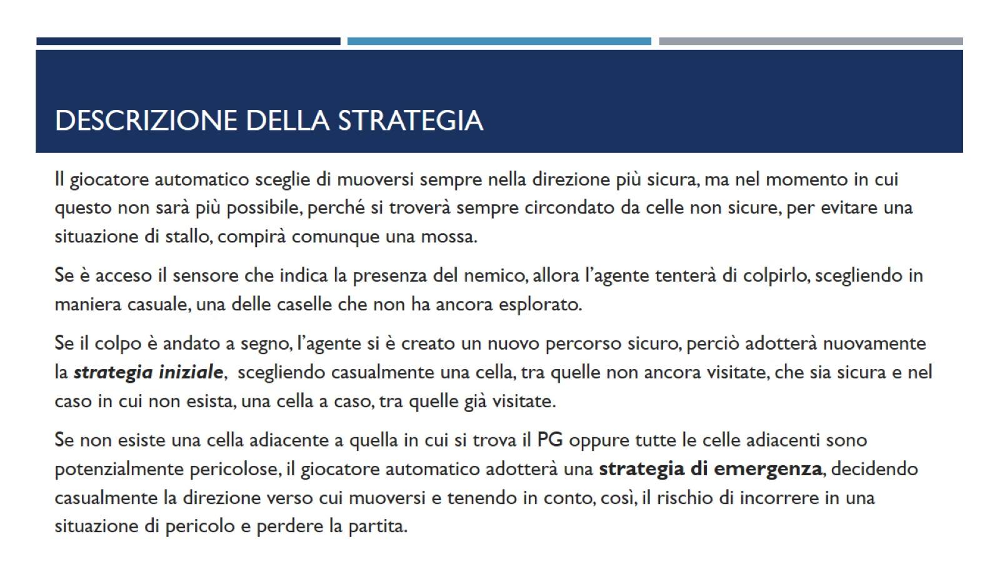 DESCRIZIONE DELLA STRATEGIA
Il giocatore automatico sceglie di muoversi sempre nella direzione più sicura, ma nel momento in cui
questo non sarà più possibile, perché si troverà sempre circondato da celle non sicure, per evitare una
situazione di stallo, compirà comunque una mossa.
Se è acceso il sensore che indica la presenza del nemico, allora l’agente tenterà di colpirlo, scegliendo in
maniera casuale, una delle caselle che non ha ancora esplorato.
Se il colpo è andato a segno, l’agente si è creato un nuovo percorso sicuro, perciò adotterà nuovamente
la strategia iniziale, scegliendo casualmente una cella, tra quelle non ancora visitate, che sia sicura e nel
caso in cui non esista, una cella a caso, tra quelle già visitate.
Se non esiste una cella adiacente a quella in cui si trova il PG oppure tutte le celle adiacenti sono
potenzialmente pericolose, il giocatore automatico adotterà una strategia di emergenza, decidendo
casualmente la direzione verso cui muoversi e tenendo in conto, così, il rischio di incorrere in una
situazione di pericolo e perdere la partita.